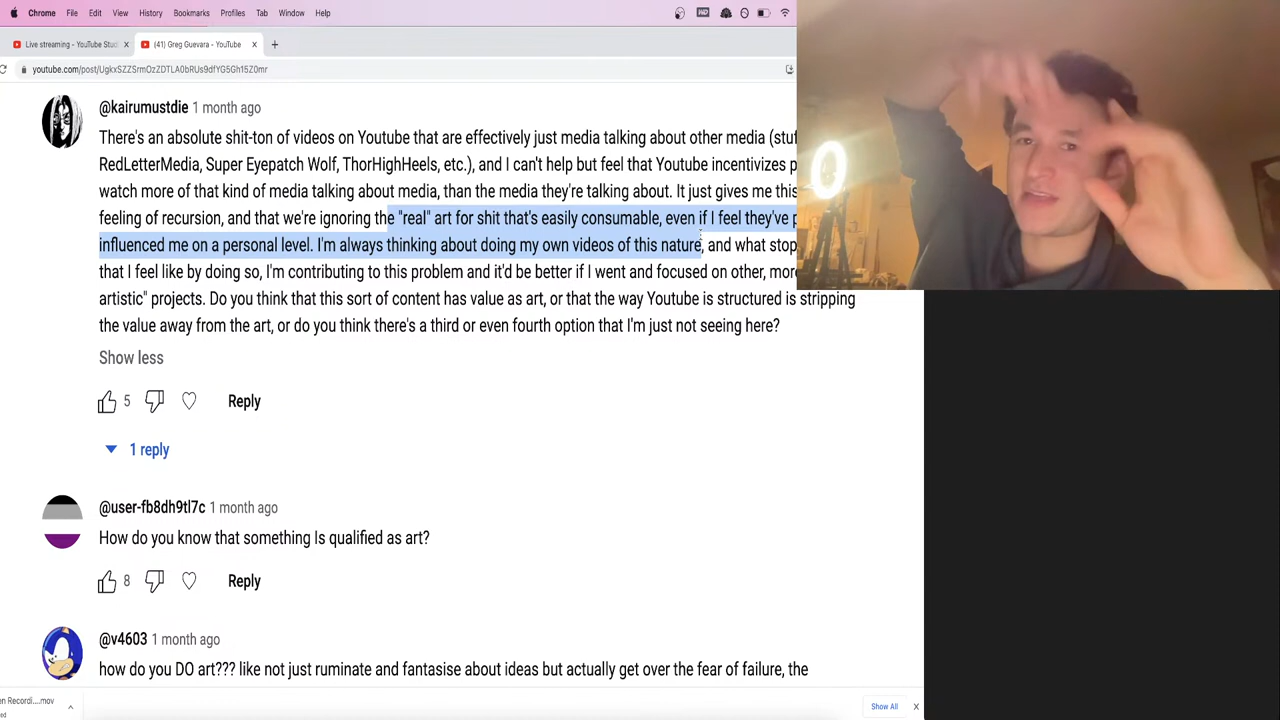 Chrome File Edit View History Bookmarks Profiles Tab Window Help
Live streaming - YouTube Stud × (41) Greg Guevara - YouTube × +
youtube.com/post/UgkxSZZSrmOzZDTLA0bRUs9dfYG5Gh15Z0mr
@kairumustdie 1 month ago
There's an absolute shit-ton of videos on Youtube that are effectively just media talking about other media (stuf
RedLetterMedia, Super Eyepatch Wolf, ThorHighHeels, etc.), and I can't help but feel that Youtube incentivizes p
watch more of that kind of media talking about media, than the media they're talking about. It just gives me this
feeling of recursion, and that we're ignoring the "real" art for shit that's easily consumable, even if I feel they've p
influenced me on a personal level. I'm always thinking about doing my own videos of this nature, and what stop
that I feel like by doing so, I'm contributing to this problem and it'd be better if I went and focused on other, more
artistic" projects. Do you think that this sort of content has value as art, or that the way Youtube is structured is stripping
the value away from the art, or do you think there's a third or even fourth option that I'm just not seeing here?
Show less
5 Reply
1 reply
@user-fb8dh9tl7c 1 month ago
How do you know that something Is qualified as art?
8 Reply
@v4603 1 month ago
how do you DO art??? like not just ruminate and fantasise about ideas but actually get over the fear of failure, the
en Recordi....mov
Show All ×